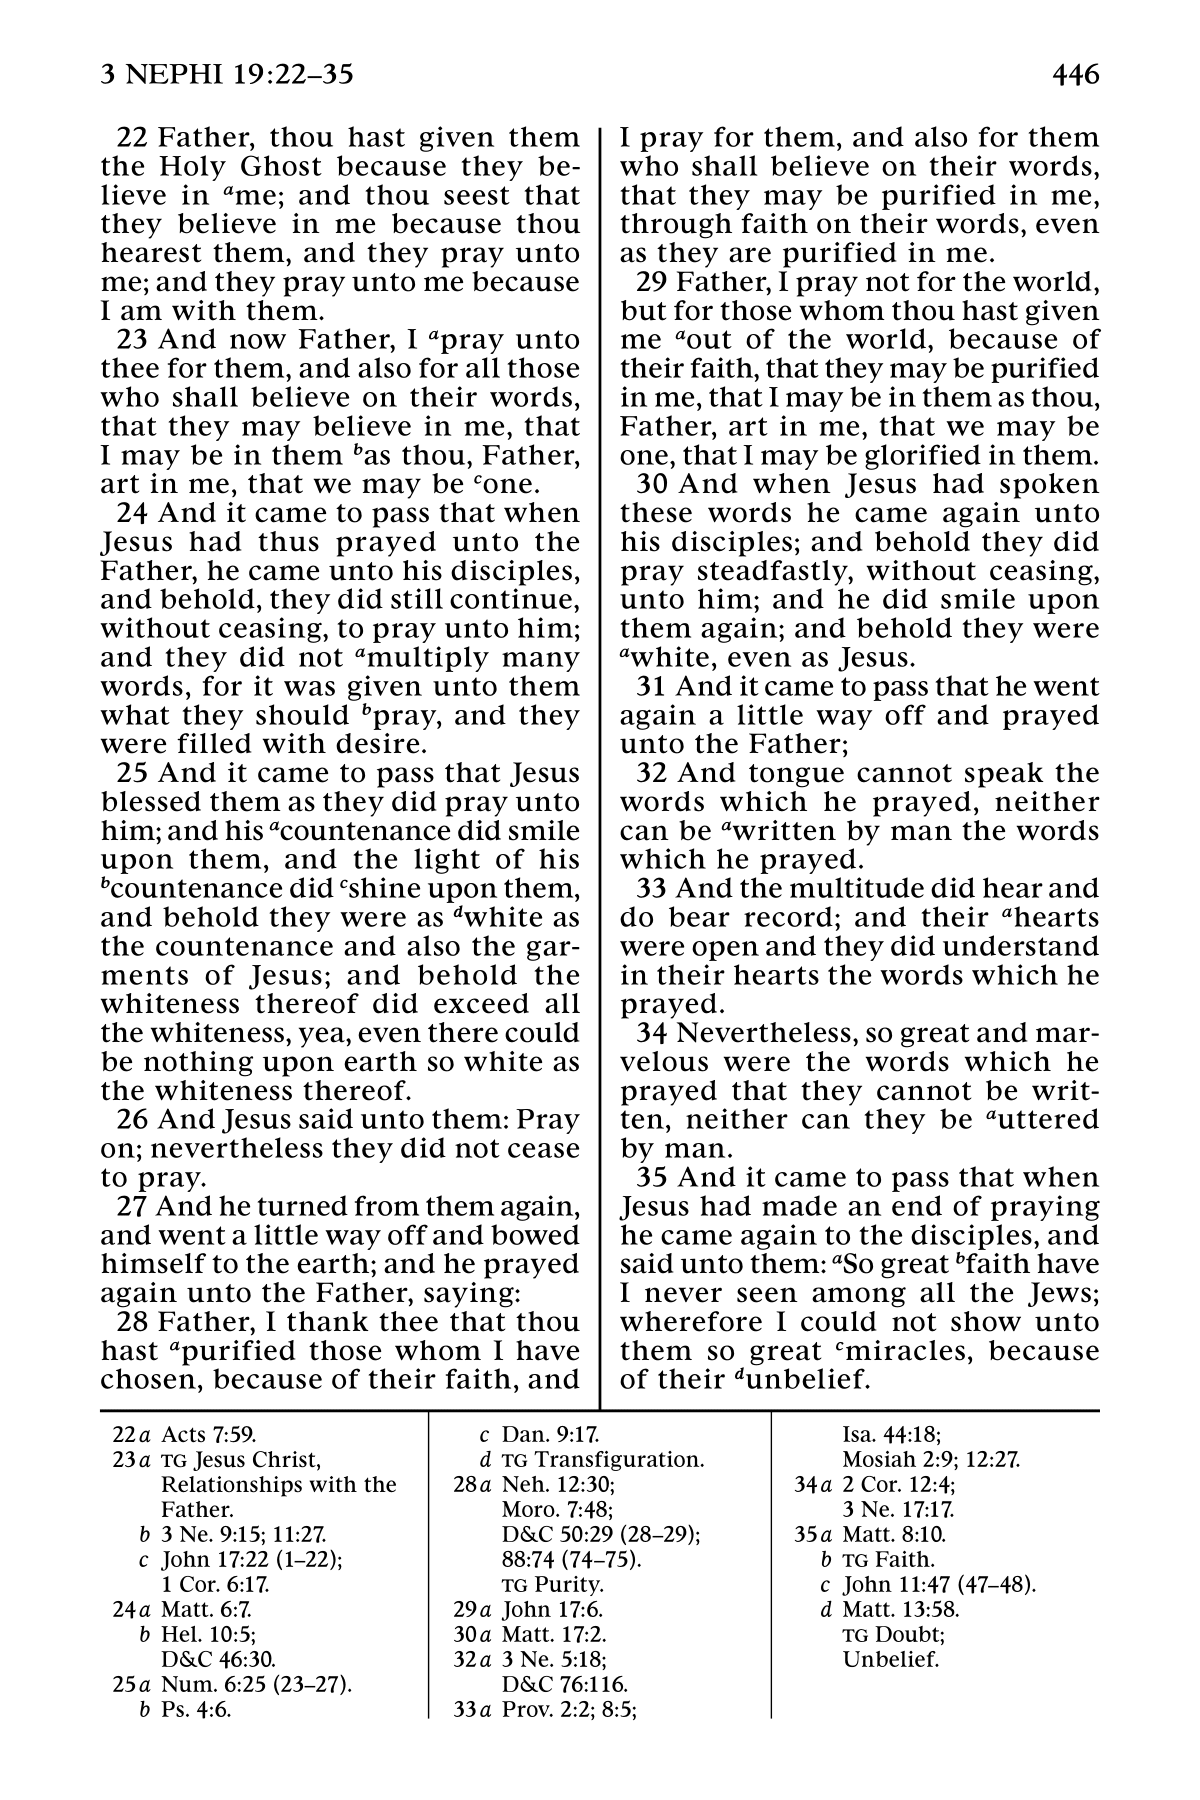 3 NEPHI 19:22–35
446
22 Father, thou hast given them
the Holy Ghost because they be-
lieve in ᵃme; and thou seest that
they believe in me because thou
hearest them, and they pray unto
me; and they pray unto me because
I am with them.
23 And now Father, I ᵃpray unto
thee for them, and also for all those
who shall believe on their words,
that they may believe in me, that
I may be in them ᵇas thou, Father,
art in me, that we may be ᶜone.
24 And it came to pass that when
Jesus had thus prayed unto the
Father, he came unto his disciples,
and behold, they did still continue,
without ceasing, to pray unto him;
and they did not ᵃmultiply many
words, for it was given unto them
what they should ᵇpray, and they
were filled with desire.
25 And it came to pass that Jesus
blessed them as they did pray unto
him; and his ᵃcountenance did smile
upon them, and the light of his
ᵇcountenance did ᶜshine upon them,
and behold they were as ᵈwhite as
the countenance and also the gar-
ments of Jesus; and behold the
whiteness thereof did exceed all
the whiteness, yea, even there could
be nothing upon earth so white as
the whiteness thereof.
26 And Jesus said unto them: Pray
on; nevertheless they did not cease
to pray.
27 And he turned from them again,
and went a little way off and bowed
himself to the earth; and he prayed
again unto the Father, saying:
28 Father, I thank thee that thou
hast ᵃpurified those whom I have
chosen, because of their faith, and
I pray for them, and also for them
who shall believe on their words,
that they may be purified in me,
through faith on their words, even
as they are purified in me.
29 Father, I pray not for the world,
but for those whom thou hast given
me ᵃout of the world, because of
their faith, that they may be purified
in me, that I may be in them as thou,
Father, art in me, that we may be
one, that I may be glorified in them.
30 And when Jesus had spoken
these words he came again unto
his disciples; and behold they did
pray steadfastly, without ceasing,
unto him; and he did smile upon
them again; and behold they were
ᵃwhite, even as Jesus.
31 And it came to pass that he went
again a little way off and prayed
unto the Father;
32 And tongue cannot speak the
words which he prayed, neither
can be ᵃwritten by man the words
which he prayed.
33 And the multitude did hear and
do bear record; and their ᵃhearts
were open and they did understand
in their hearts the words which he
prayed.
34 Nevertheless, so great and mar-
velous were the words which he
prayed that they cannot be writ-
ten, neither can they be ᵃuttered
by man.
35 And it came to pass that when
Jesus had made an end of praying
he came again to the disciples, and
said unto them: ᵃSo great ᵇfaith have
I never seen among all the Jews;
wherefore I could not show unto
them so great ᶜmiracles, because
of their ᵈunbelief.
22 a Acts 7:59.
23 a TG Jesus Christ,
Relationships with the
Father.
b 3 Ne. 9:15; 11:27.
c John 17:22 (1–22);
1 Cor. 6:17.
24 a Matt. 6:7.
b Hel. 10:5;
D&C 46:30.
25 a Num. 6:25 (23–27).
b Ps. 4:6.
c Dan. 9:17.
d TG Transfiguration.
28 a Neh. 12:30;
Moro. 7:48;
D&C 50:29 (28–29);
88:74 (74–75).
TG Purity.
29 a John 17:6.
30 a Matt. 17:2.
32 a 3 Ne. 5:18;
D&C 76:116.
33 a Prov. 2:2; 8:5;
Isa. 44:18;
Mosiah 2:9; 12:27.
34 a 2 Cor. 12:4;
3 Ne. 17:17.
35 a Matt. 8:10.
b TG Faith.
c John 11:47 (47–48).
d Matt. 13:58.
TG Doubt;
Unbelief.